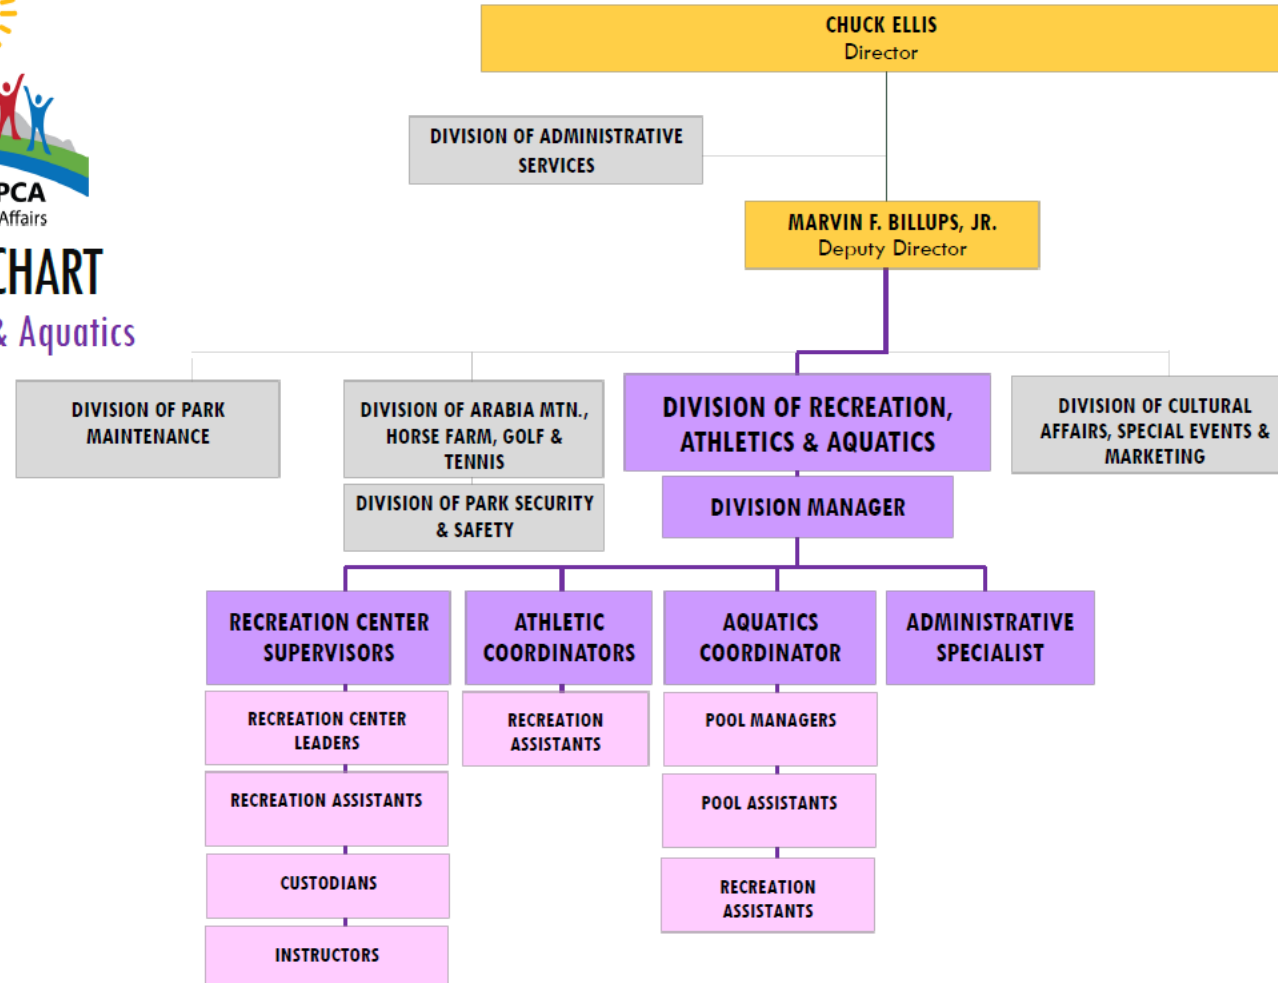 CHUCK ELLIS
Director
DIVISION OF ADMINISTRATIVE
SERVICES
PCA
Affairs
MARVIN F. BILLUPS, JR.
Deputy Director
CHART
& Aquatics
DIVISION OF PARK
MAINTENANCE
DIVISION OF ARABIA MTN.,
HORSE FARM, GOLF &
TENNIS
DIVISION OF PARK SECURITY
& SAFETY
DIVISION OF RECREATION,
ATHLETICS & AQUATICS
DIVISION MANAGER
DIVISION OF CULTURAL
AFFAIRS, SPECIAL EVENTS &
MARKETING
RECREATION CENTER
SUPERVISORS
RECREATION CENTER
LEADERS
RECREATION ASSISTANTS
CUSTODIANS
INSTRUCTORS
ATHLETIC
COORDINATORS
RECREATION
ASSISTANTS
AQUATICS
COORDINATOR
POOL MANAGERS
POOL ASSISTANTS
RECREATION
ASSISTANTS
ADMINISTRATIVE
SPECIALIST